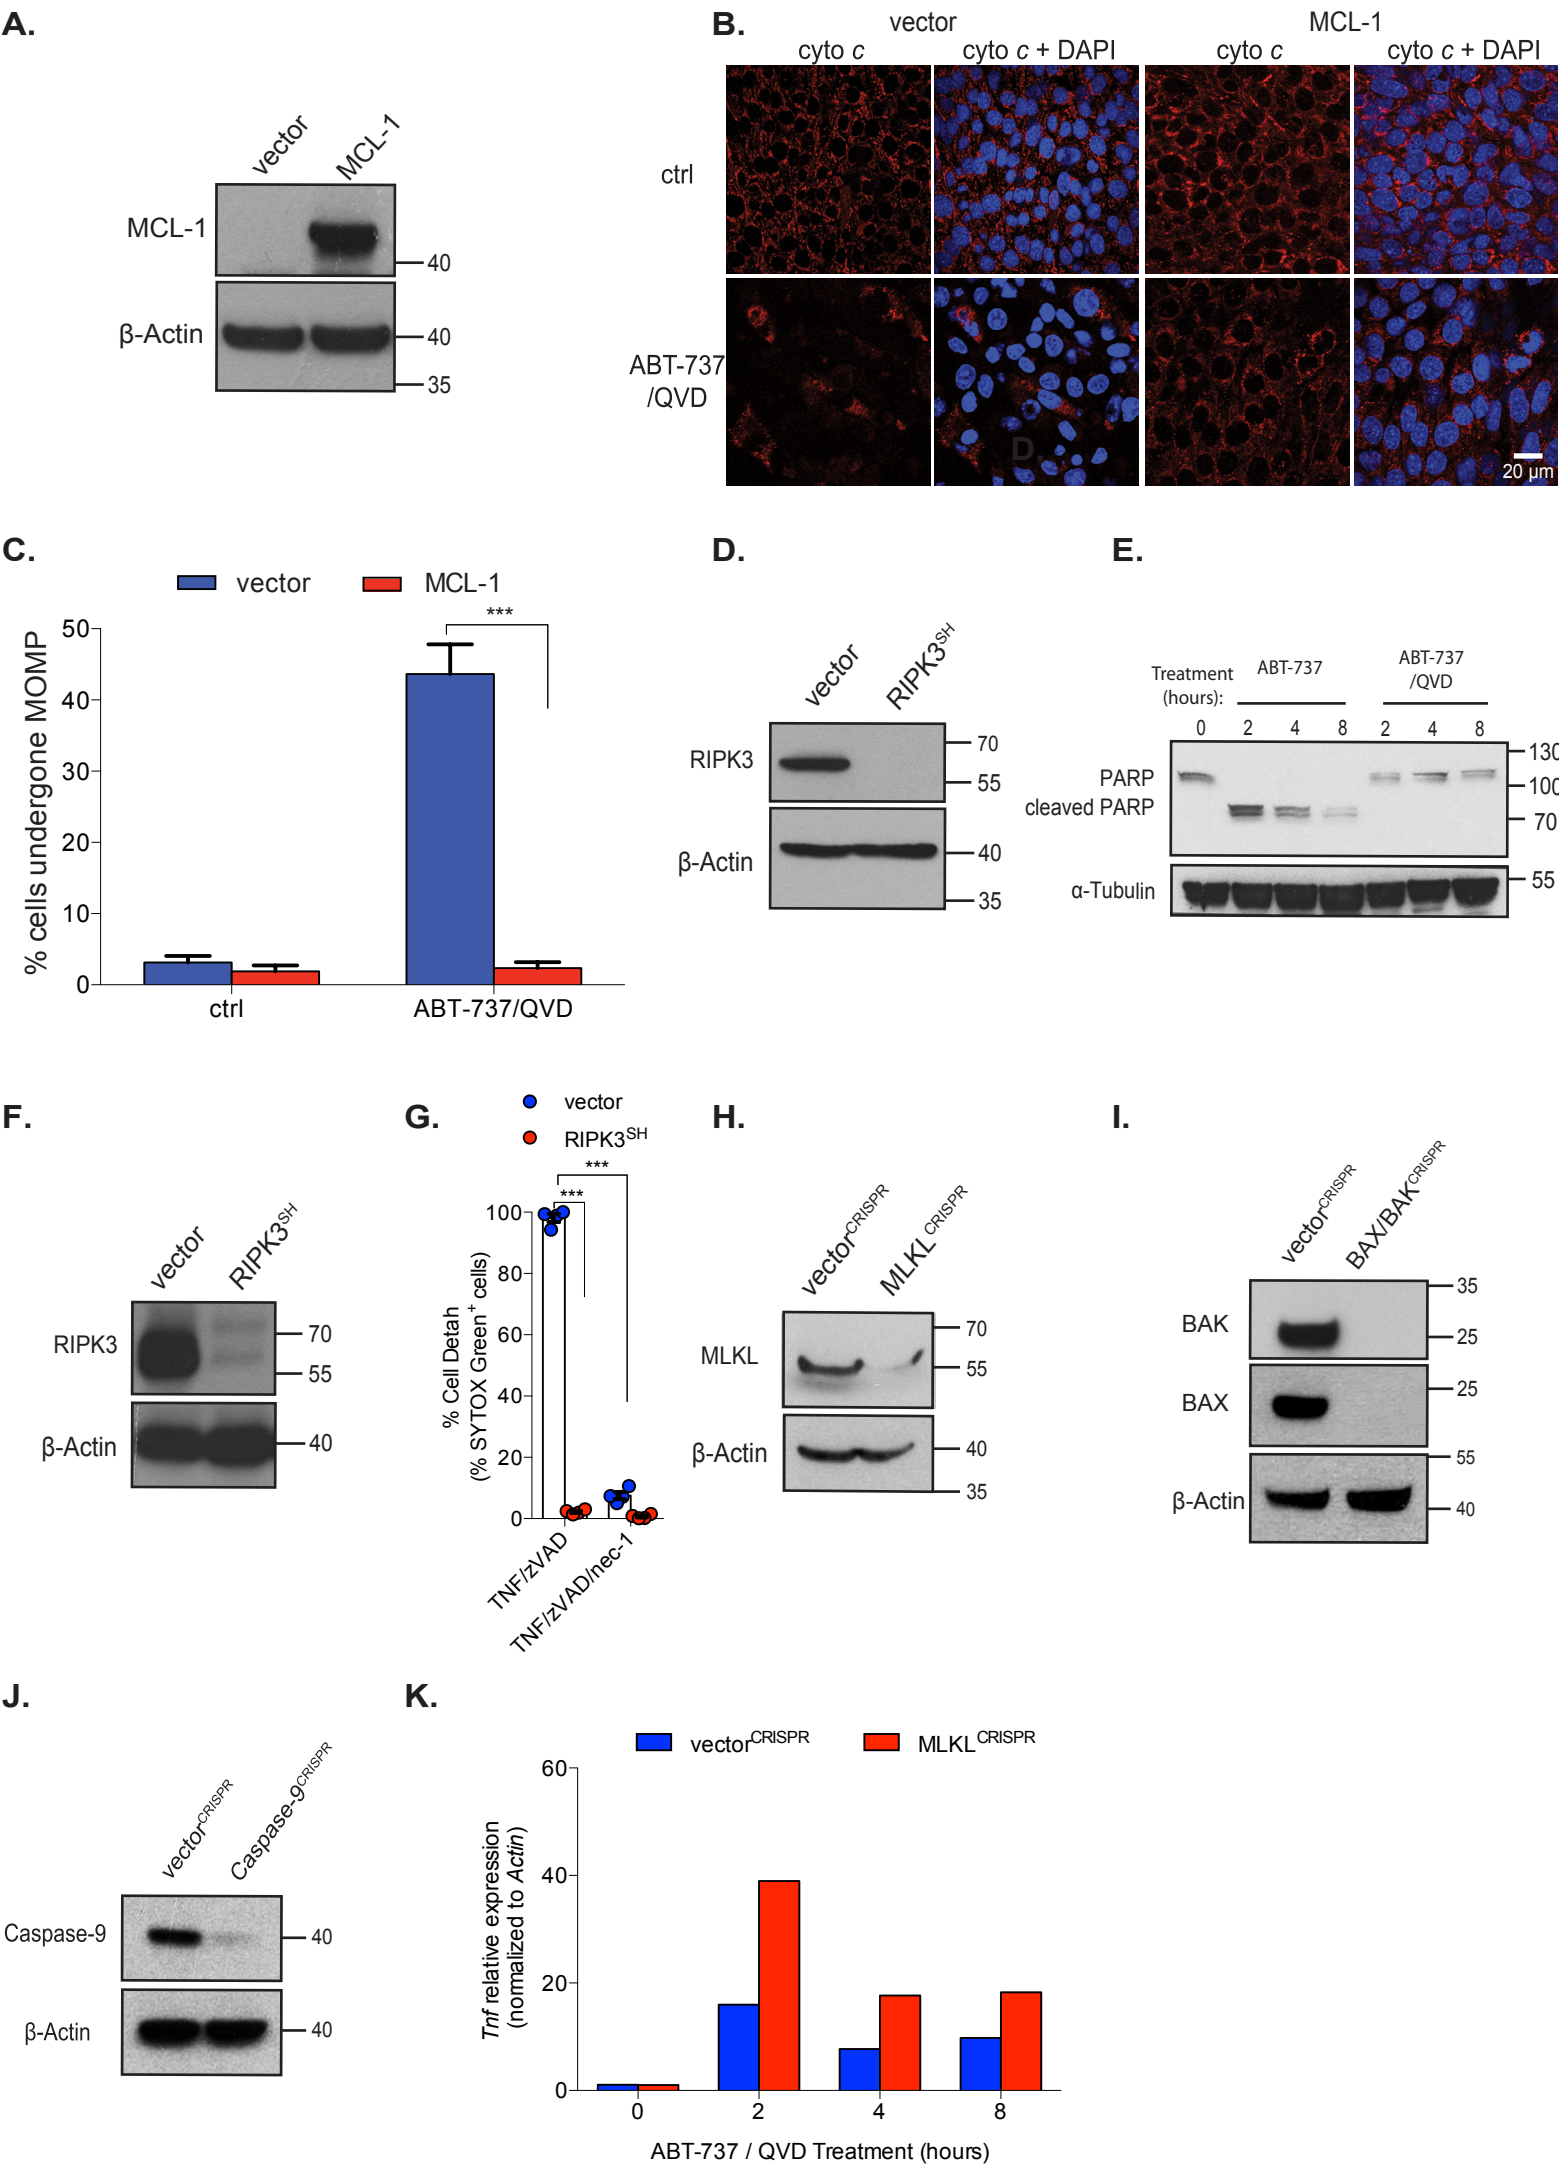 A.
vector
MCL-1
MCL-1
40
β-Actin
40
35
B.
vector
MCL-1
cyto c
cyto c + DAPI
cyto c
cyto c + DAPI
ctrl
ABT-737
/QVD
D.
20 µm
C.
vector
MCL-1
***
% cells undergone MOMP
50
40
30
20
10
0
ctrl
ABT-737/QVD
D.
vector
RIPK3SH
RIPK3
70
55
β-Actin
40
35
E.
Treatment
(hours):
ABT-737
ABT-737
/QVD
0 2 4 8 2 4 8
PARP
cleaved PARP
130
100
70
α-Tubulin
55
F.
vector
RIPK3SH
RIPK3
70
55
β-Actin
40
G.
vector
RIPK3SH
***
***
% Cell Detah
(% SYTOX Green+ cells)
100
80
60
40
20
0
TNF/zVAD
TNF/zVAD/nec-1
H.
vectorCRISPR
MLKLCRISPR
MLKL
70
55
β-Actin
40
35
I.
vectorCRISPR
BAX/BAKCRISPR
BAK
35
25
BAX
25
β-Actin
55
40
J.
vectorCRISPR
Caspase-9CRISPR
Caspase-9
40
β-Actin
40
K.
vectorCRISPR
MLKLCRISPR
Tnf relative expression
(normalized to Actin)
60
40
20
0
0 2 4 8
ABT-737 / QVD Treatment (hours)